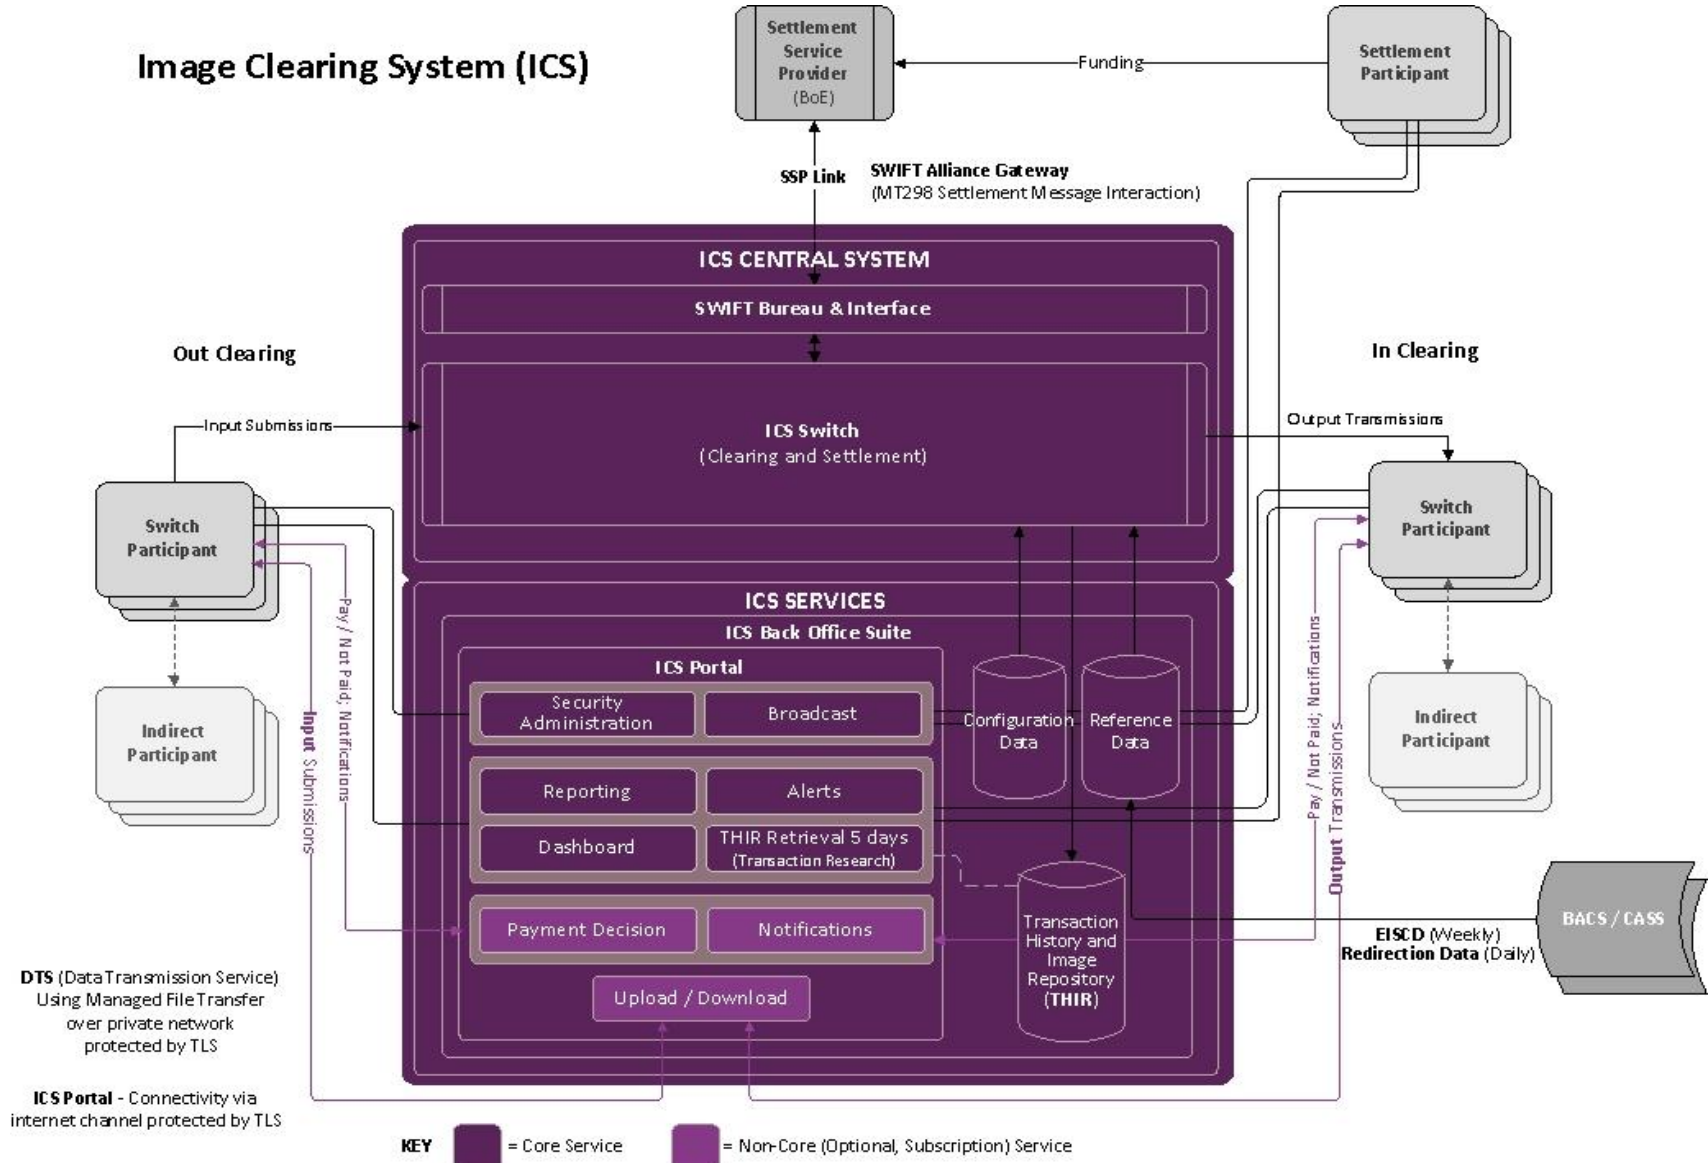 Image Clearing System (ICS)
Settlement
Service
Provider
(BoE)
Funding
Settlement
Participant
SSP Link
SWIFT Alliance Gateway
(MT298 Settlement Message Interaction)
ICS CENTRAL SYSTEM
SWIFT Bureau & Interface
Out Clearing
In Clearing
Input Submissions
ICS Switch
(Clearing and Settlement)
Output Transmissions
Switch
Participant
Switch
Participant
Indirect
Participant
Indirect
Participant
Pay / Not Paid; Notifications
Input Submissions
Pay / Not Paid; Notifications
Output Transmissions
ICS SERVICES
ICS Back Office Suite
ICS Portal
Security
Administration
Broadcast
Reporting
Alerts
Dashboard
THIR Retrieval 5 days
(Transaction Research)
Payment Decision
Notifications
Upload / Download
Configuration
Data
Reference
Data
Transaction
History and
Image
Repository
(THIR)
BACS / CASS
EISCD (Weekly)
Redirection Data (Daily)
DTS (Data Transmission Service)
Using Managed File Transfer
over private network
protected by TLS
ICS Portal - Connectivity via
internet channel protected by TLS
KEY
= Core Service
= Non-Core (Optional, Subscription) Service